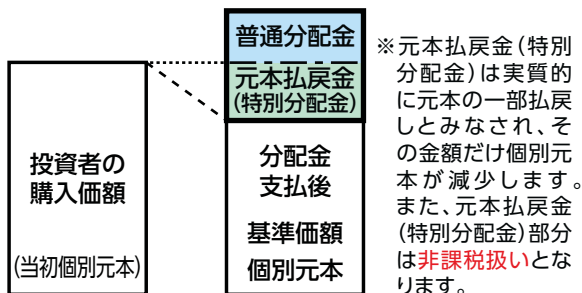 投資者の
購入価額
(当初個別元本)
普通分配金
元本払戻金
(特別分配金)
分配金
支払後
基準価額
個別元本
※元本払戻金(特別
分配金)は実質的
に元本の一部払戻
しとみなされ、そ
の金額だけ個別元
本が減少します。
また、元本払戻金
(特別分配金)部分
は非課税扱いとな
ります。